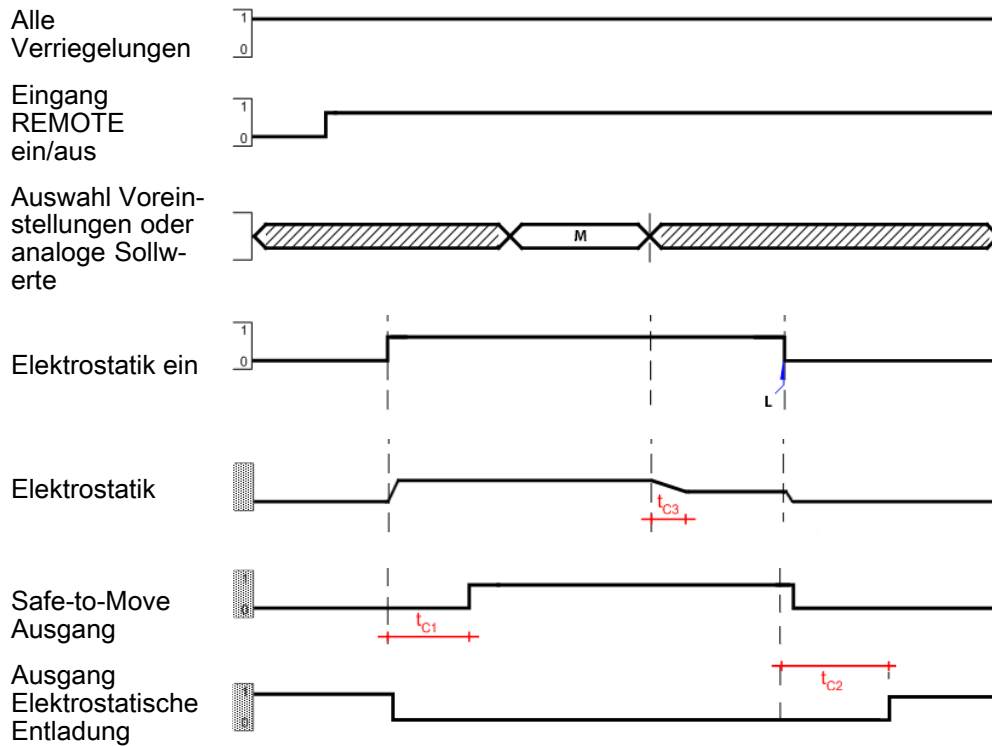 Alle
Verriegelungen
1
0
Eingang
REMOTE
ein/aus
1
0
Auswahl Vorein-
stellungen oder
analoge Sollw-
erte
M
Elektrostatik ein
1
0
L
Elektrostatik
tC3
Safe-to-Move
Ausgang
1
0
tC1
Ausgang
Elektrostatische
Entladung
1
0
tC2